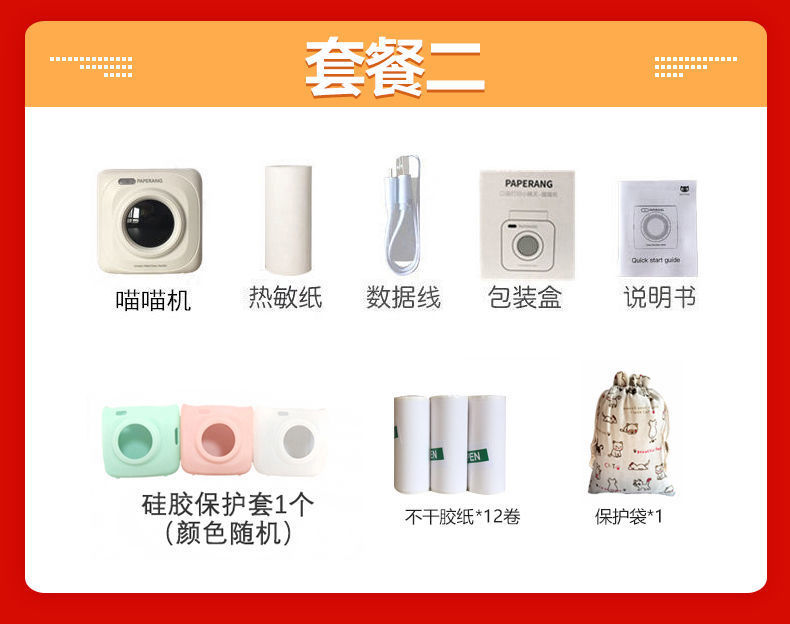 套餐二
PAPERANG
PAPERANG
PAPERANG
Quick start guide
喵喵机
热敏纸
数据线
包装盒
说明书
硅胶保护套1个
（颜色随机）
PEN
不干胶纸*12卷
保护袋*1